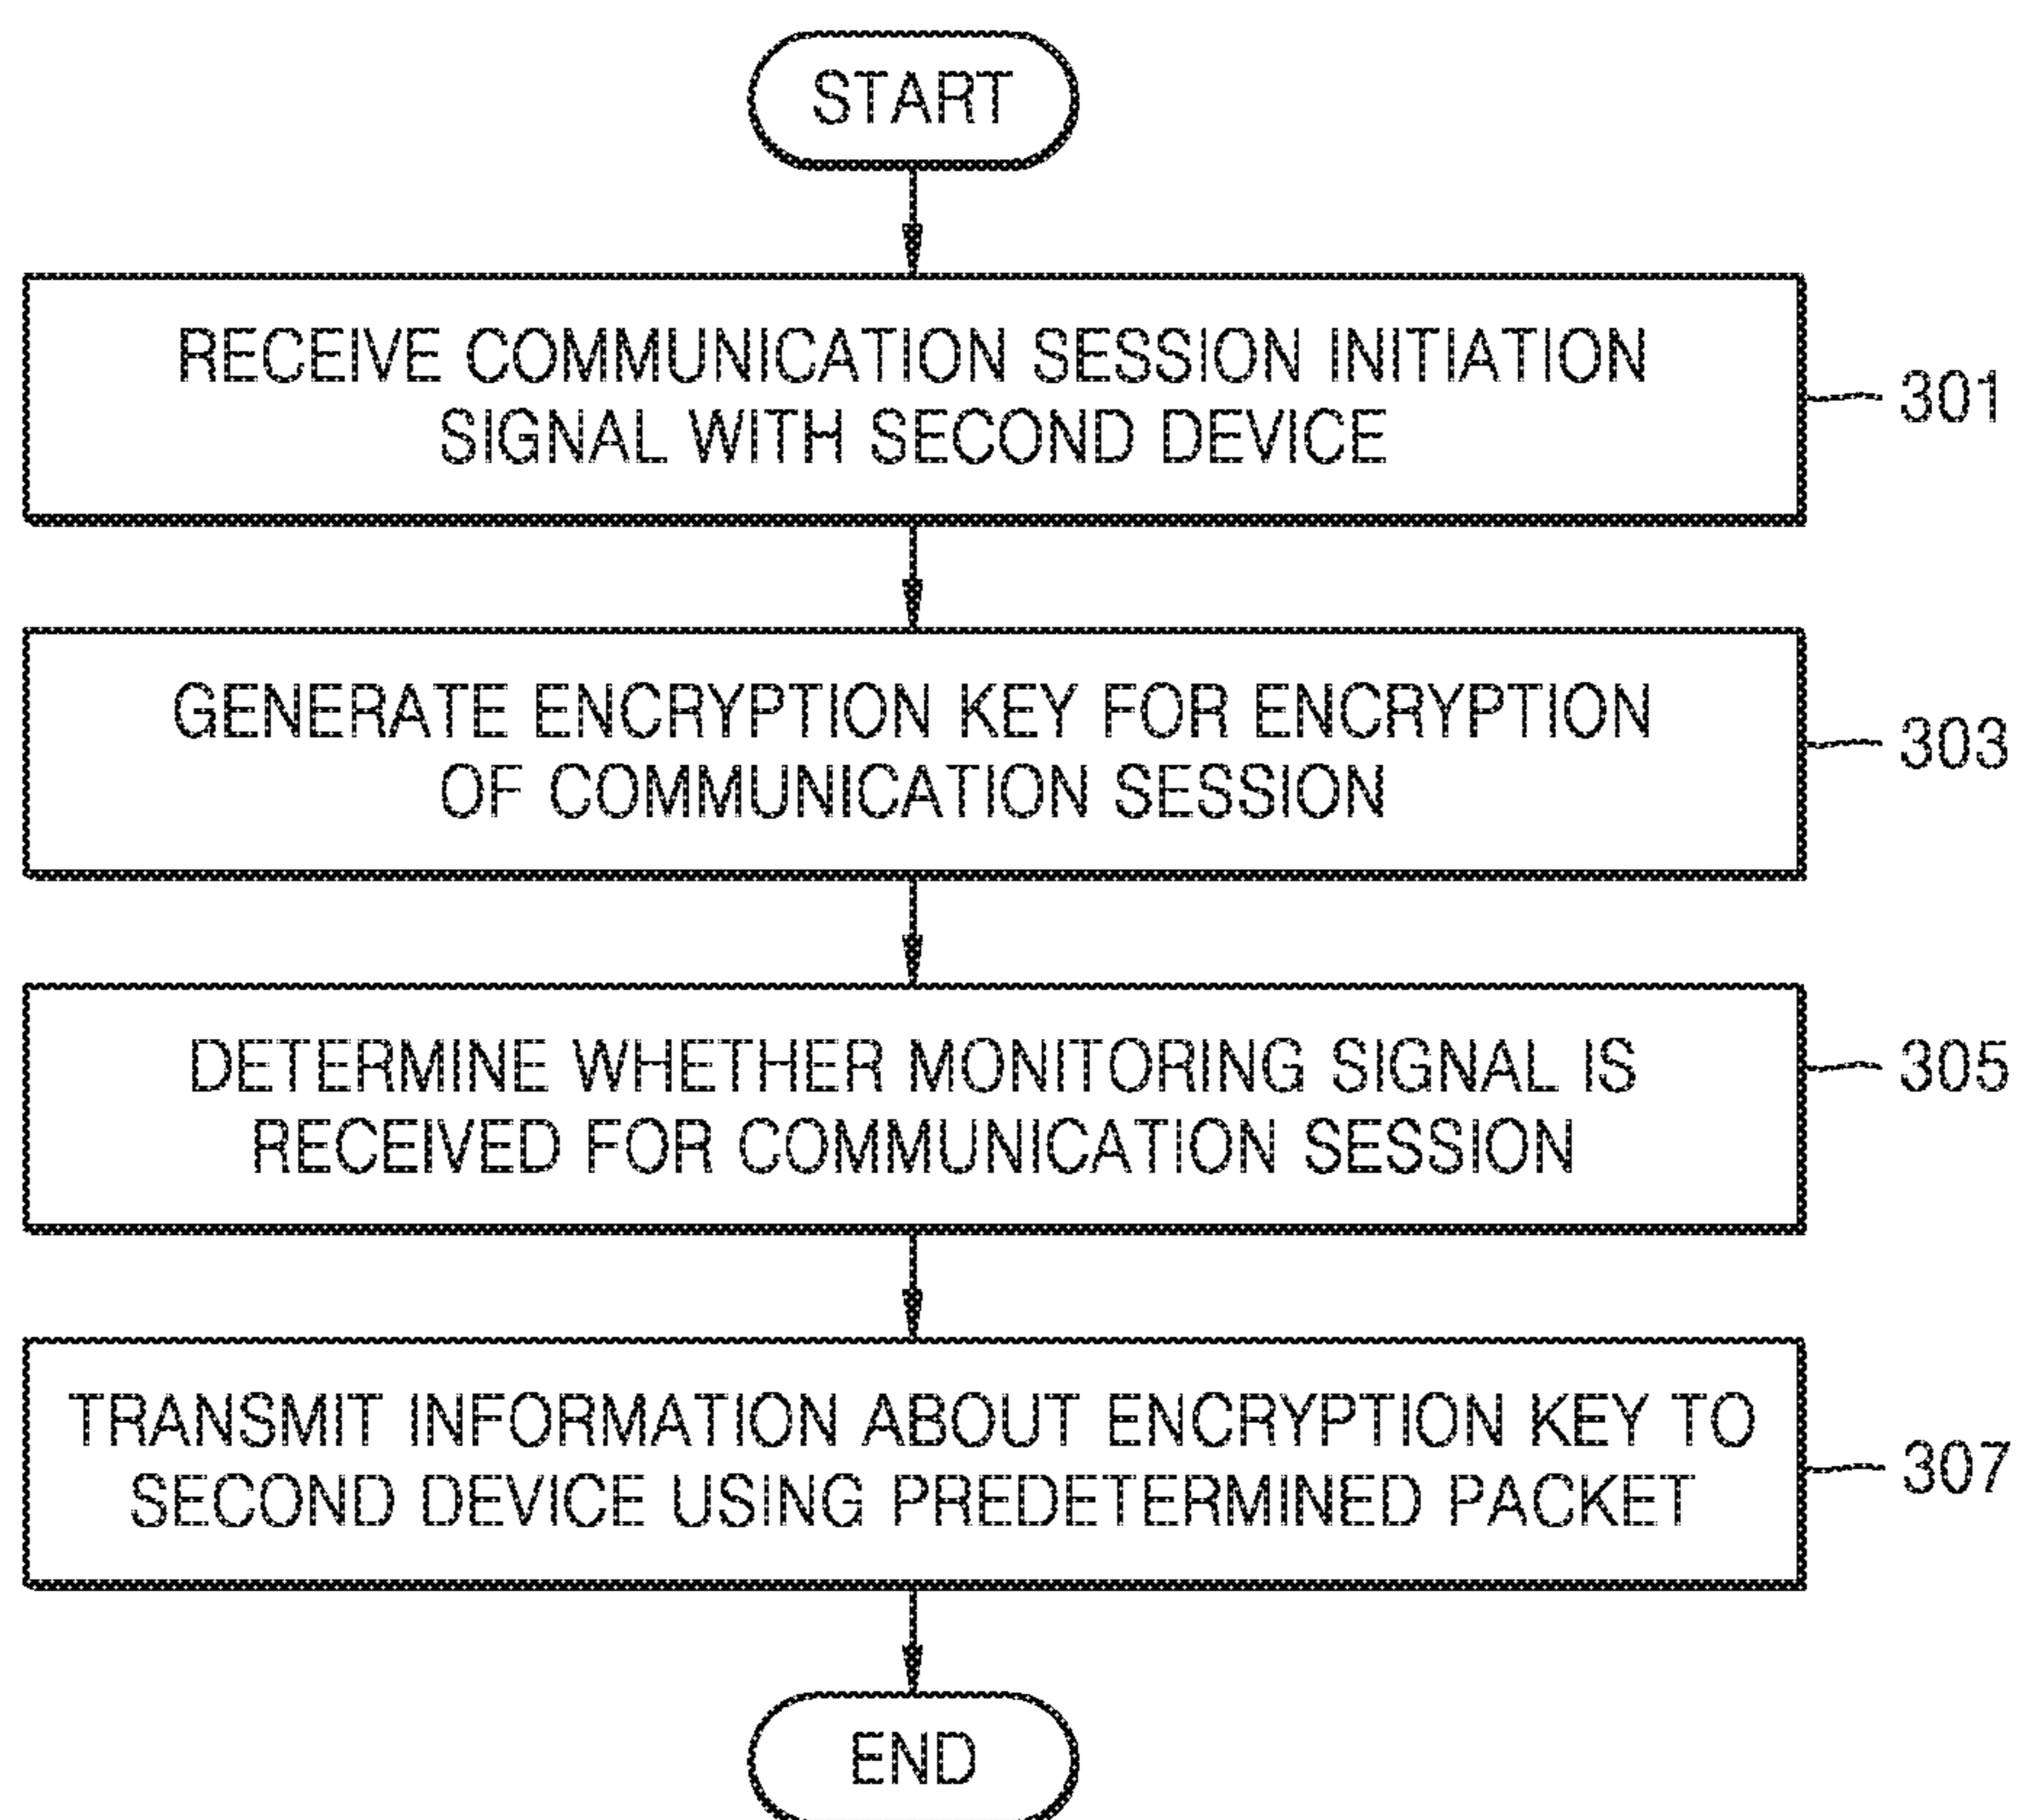 START
RECEIVE COMMUNICATION SESSION INITIATION
SIGNAL WITH SECOND DEVICE
301
GENERATE ENCRYPTION KEY FOR ENCRYPTION
OF COMMUNICATION SESSION
303
DETERMINE WHETHER MONITORING SIGNAL IS
RECEIVED FOR COMMUNICATION SESSION
305
TRANSMIT INFORMATION ABOUT ENCRYPTION KEY TO
SECOND DEVICE USING PREDETERMINED PACKET
307
END